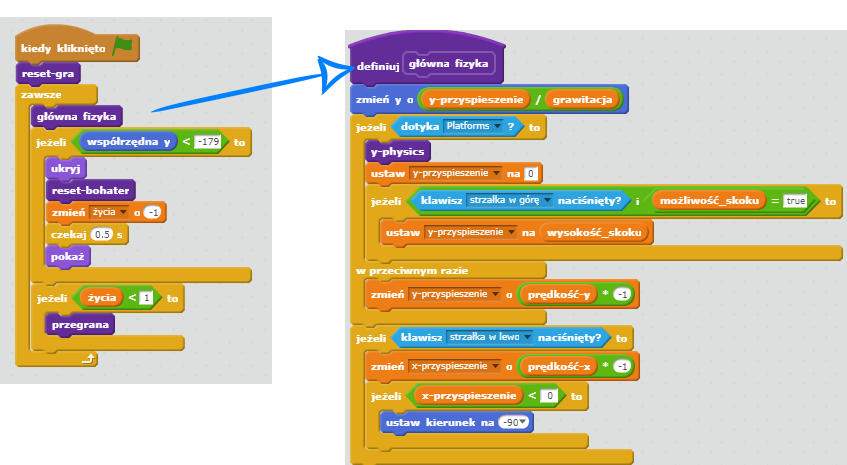 kiedy kliknięto
reset-gra
zawsze
główna fizyka
jeżeli współrzędna y < -179 to
ukryj
reset-bohater
zmień życia o -1
czekaj 0.5 s
pokaż
jeżeli życia < 1 to
przegrana
definiuj główna fizyka
zmień y o y-przyspieszenie / grawitacja
jeżeli dotyka Platforms ? to
y-physics
ustaw y-przyspieszenie na 0
jeżeli klawisz strzałka w górę naciśnięty? i możliwość_skoku = true to
ustaw y-przyspieszenie na wysokość_skoku
w przeciwnym razie
zmień y-przyspieszenie o prędkość-y * -1
jeżeli klawisz strzałka w lewo naciśnięty? to
zmień x-przyspieszenie o prędkość-x * -1
jeżeli x-przyspieszenie < 0 to
ustaw kierunek na -90